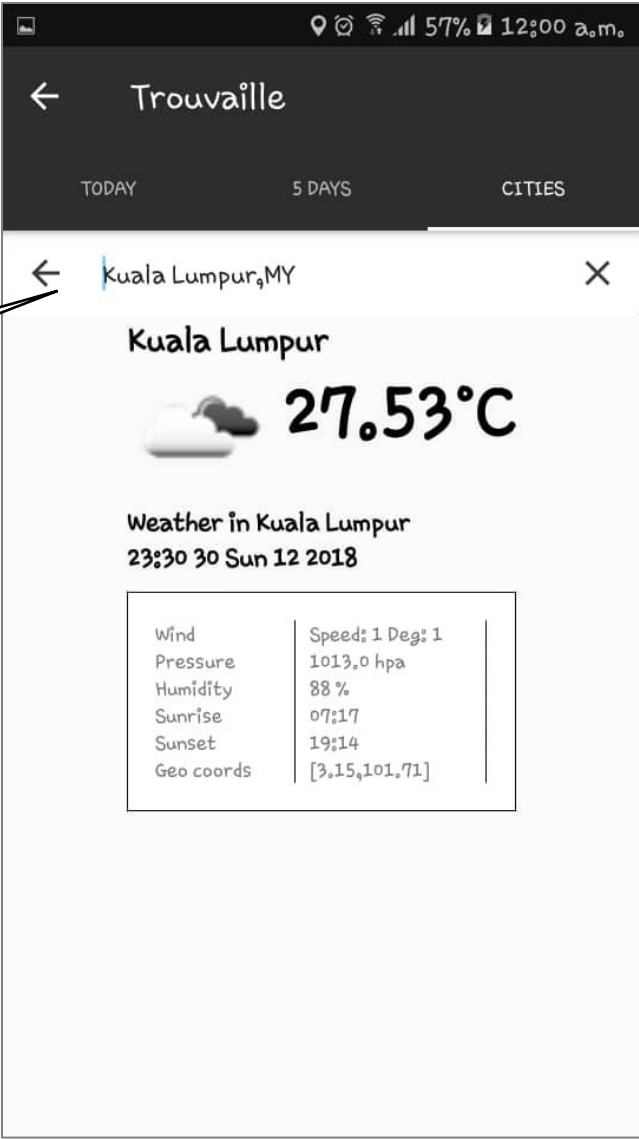 57% 12:00 a.m.
Trouvaille
TODAY 5 DAYS CITIES
Kuala Lumpur,MY
Kuala Lumpur
27.53°C
Weather in Kuala Lumpur
23:30 30 Sun 12 2018
Wind Speed: 1 Deg: 1
Pressure 1013.0 hpa
Humidity 88 %
Sunrise 07:17
Sunset 19:14
Geo coords [3.15,101.71]